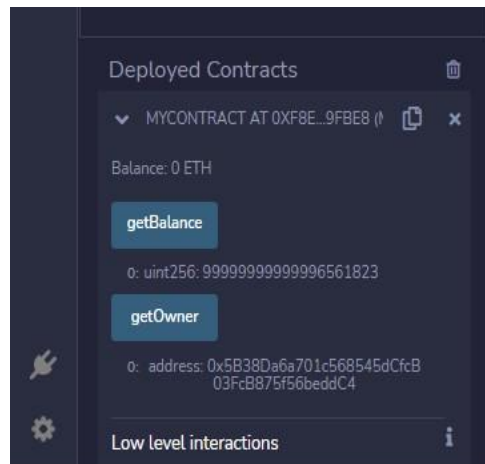 Deployed Contracts
MYCONTRACT AT 0XF8E...9FBE8 (M
Balance: 0 ETH
getBalance
0: uint256: 99999999999996561823
getOwner
0: address: 0x5B38Da6a701c568545dCfcB
03FcB875f56beddC4
Low level interactions
i